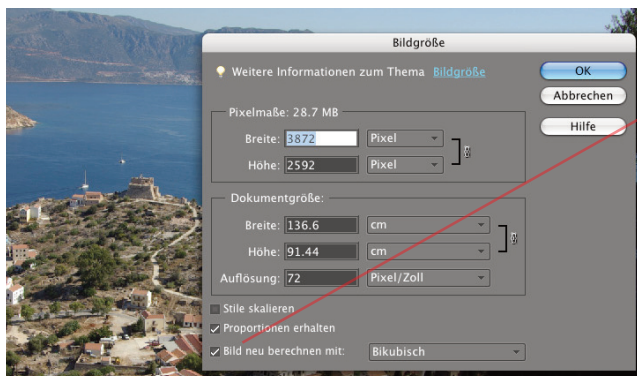 Bildgröße
Weitere Informationen zum Thema Bildgröße
OK
Abbrechen
Hilfe
Pixelmaße: 28.7 MB
Breite: 3872 Pixel
Höhe: 2592 Pixel
Dokumentgröße:
Breite: 136.6 cm
Höhe: 91.44 cm
Auflösung: 72 Pixel/Zoll
Stile skalieren
Proportionen erhalten
Bild neu berechnen mit: Bikubisch